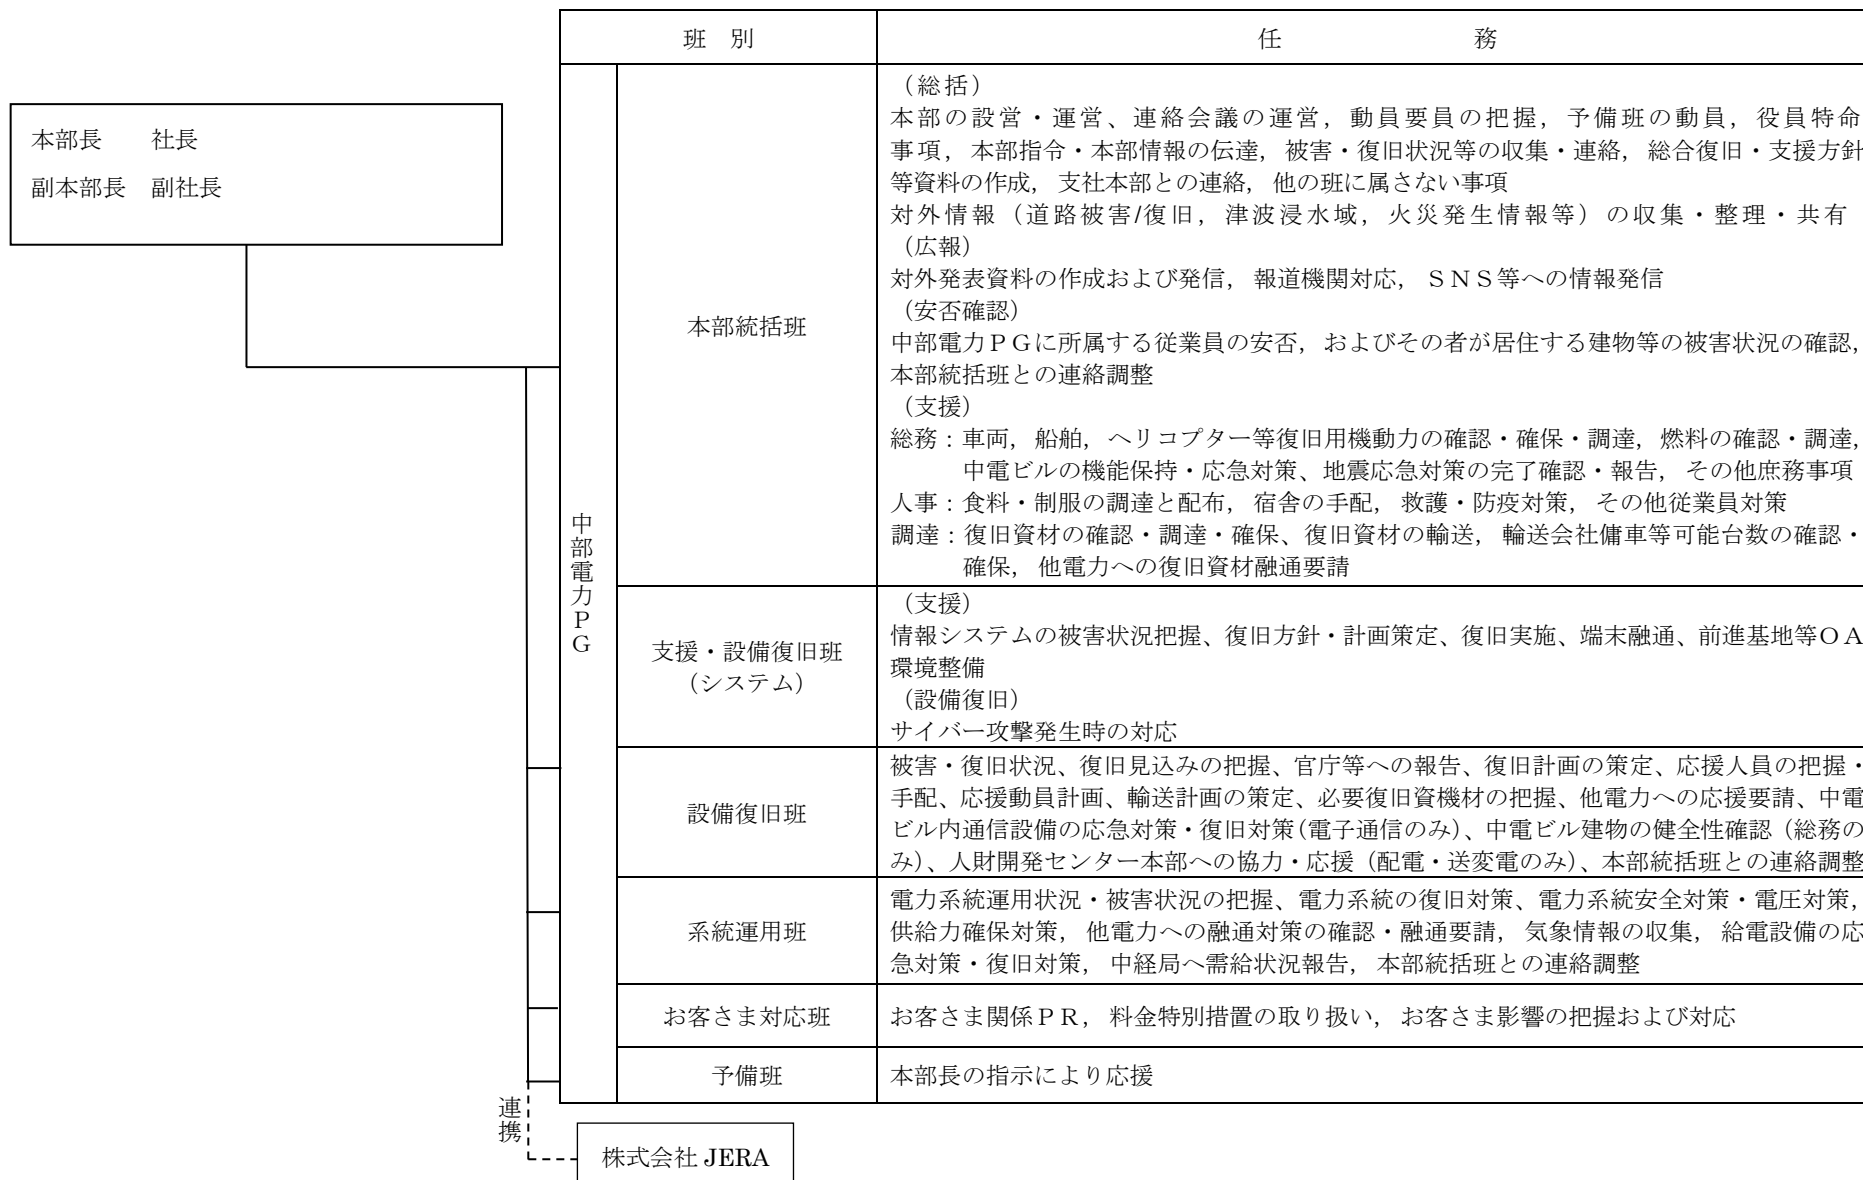 班　別
任　務
本部長　社長
副本部長　副社長
中部電力ＰＧ
本部統括班
（総括）
本部の設営・運営、連絡会議の運営，動員要員の把握，予備班の動員，役員特命
事項，本部指令・本部情報の伝達，被害・復旧状況等の収集・連絡，総合復旧・支援方針
等資料の作成，支社本部との連絡，他の班に属さない事項
対外情報（道路被害/復旧，津波浸水域，火災発生情報等）の収集・整理・共有
（広報）
対外発表資料の作成および発信，報道機関対応，ＳＮＳ等への情報発信
（安否確認）
中部電力ＰＧに所属する従業員の安否，およびその者が居住する建物等の被害状況の確認，
本部統括班との連絡調整
（支援）
総務：車両，船舶，ヘリコプター等復旧用機動力の確認・確保・調達，燃料の確認・調達，
中電ビルの機能保持・応急対策、地震応急対策の完了確認・報告，その他庶務事項
人事：食料・制服の調達と配布，宿舎の手配，救護・防疫対策，その他従業員対策
調達：復旧資材の確認・調達・確保、復旧資材の輸送，輸送会社傭車等可能台数の確認・
確保，他電力への復旧資材融通要請
支援・設備復旧班
（システム）
（支援）
情報システムの被害状況把握、復旧方針・計画策定、復旧実施、端末融通、前進基地等ＯＡ
環境整備
（設備復旧）
サイバー攻撃発生時の対応
設備復旧班
被害・復旧状況、復旧見込みの把握、官庁等への報告、復旧計画の策定、応援人員の把握・
手配、応援動員計画、輸送計画の策定、必要復旧資機材の把握、他電力への応援要請、中電
ビル内通信設備の応急対策・復旧対策(電子通信のみ)、中電ビル建物の健全性確認（総務の
み）、人財開発センター本部への協力・応援（配電・送変電のみ）、本部統括班との連絡調整
系統運用班
電力系統運用状況・被害状況の把握、電力系統の復旧対策、電力系統安全対策・電圧対策，
供給力確保対策，他電力への融通対策の確認・融通要請，気象情報の収集，給電設備の応
急対策・復旧対策，中経局へ需給状況報告，本部統括班との連絡調整
お客さま対応班
お客さま関係ＰＲ，料金特別措置の取り扱い，お客さま影響の把握および対応
予備班
本部長の指示により応援
連携
株式会社 JERA